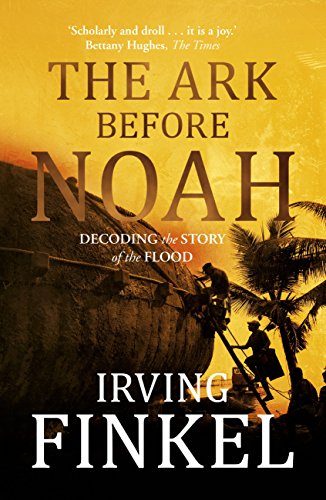 ‘Scholarly and droll . . . it is a joy.’
Bettany Hughes, The Times
THE ARK
BEFORE
NOAH
DECODING the STORY
of the FLOOD
IRVING
FINKEL